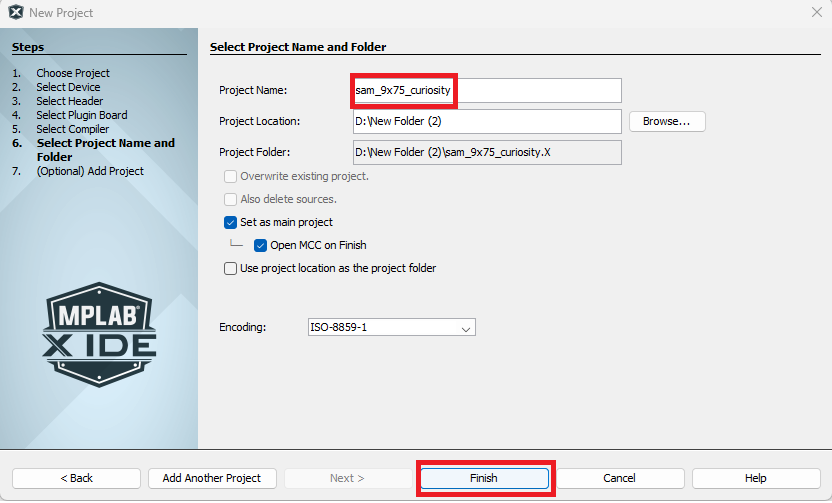 New Project
Steps
1. Choose Project
2. Select Device
3. Select Header
4. Select Plugin Board
5. Select Compiler
6. Select Project Name and
Folder
7. (Optional) Add Project
MPLAB®
X IDE
Select Project Name and Folder
Project Name: sam_9x75_curiosity
Project Location: D:\New Folder (2) Browse...
Project Folder: D:\New Folder (2)\sam_9x75_curiosity.X
Overwrite existing project.
Also delete sources.
Set as main project
Open MCC on Finish
Use project location as the project folder
Encoding: ISO-8859-1
< Back Add Another Project Next > Finish Cancel Help